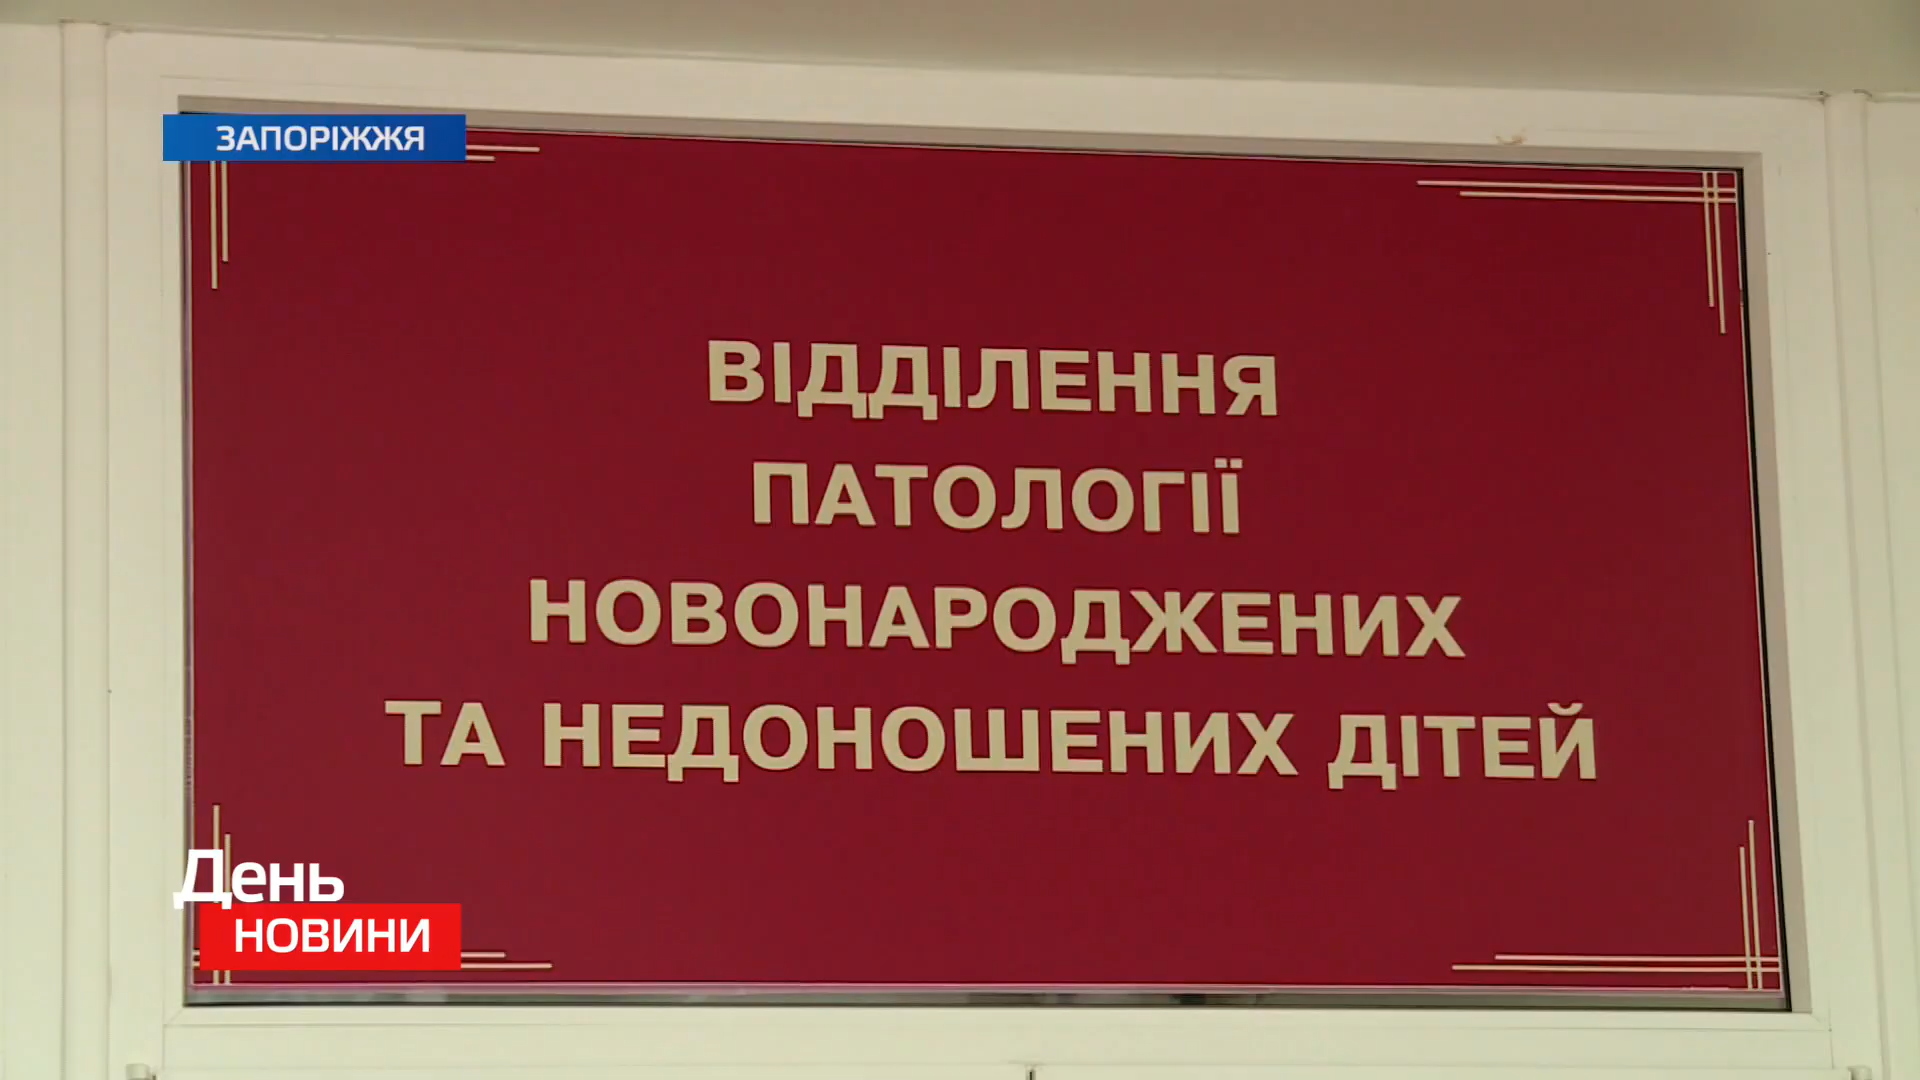 ЗАПОРІЖЖЯ
ВІДДІЛЕННЯ
ПАТОЛОГІЇ
НОВОНАРОДЖЕНИХ
ТА НЕДОНОШЕНИХ ДІТЕЙ
День
НОВИНИ